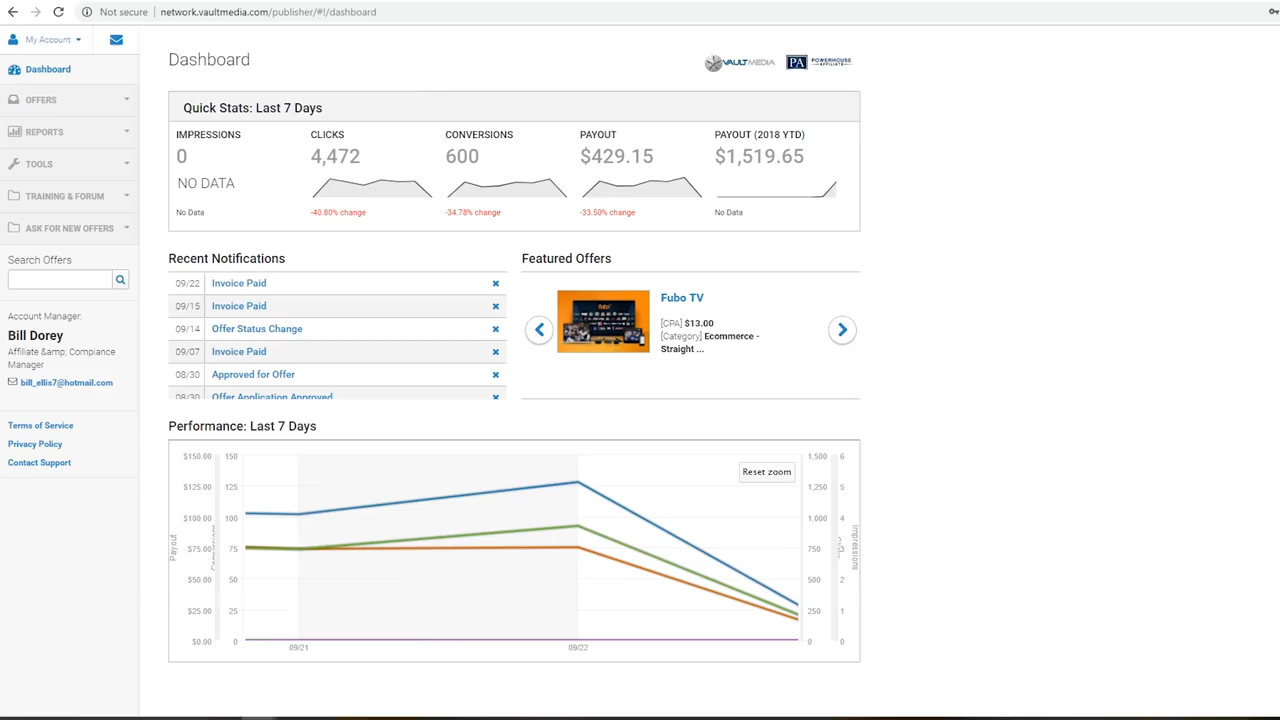 Not secure | network.vaultmedia.com/publisher/#!/dashboard
My Account
Dashboard
OFFERS
REPORTS
TOOLS
TRAINING & FORUM
ASK FOR NEW OFFERS
Search Offers
Account Manager:
Bill Dorey
Affiliate &amp; Complance
Manager
bill_ellis7@hotmail.com
Terms of Service
Privacy Policy
Contact Support
Dashboard
VAULTMEDIA
PA POWERHOUSE
AFFILIATE
Quick Stats: Last 7 Days
IMPRESSIONS CLICKS CONVERSIONS PAYOUT PAYOUT (2018 YTD)
0 4,472 600 $429.15 $1,519.65
NO DATA
No Data -40.80% change -34.78% change -33.50% change No Data
Recent Notifications
09/22 Invoice Paid
09/15 Invoice Paid
09/14 Offer Status Change
09/07 Invoice Paid
08/30 Approved for Offer
08/30 Offer Application Approved
Featured Offers
fubo
Fubo TV
[CPA] $13.00
[Category] Ecommerce -
Straight ...
Performance: Last 7 Days
Reset zoom
$150.00 150 1,500 6
$125.00 125 1,250 5
$100.00 100 1,000 4
$75.00 75 750
$50.00 50 500 2
$25.00 25 250 1
$0.00 0 0 0
Payout
Impressions
09/21 09/22